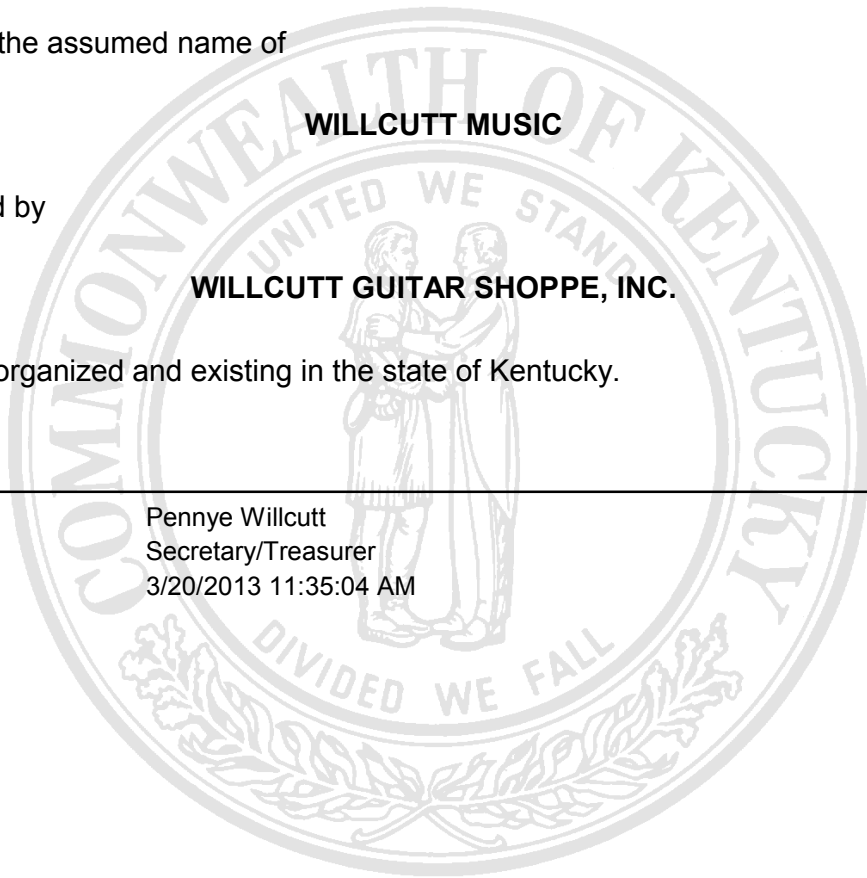 the assumed name of
WILLCUTT MUSIC
d by
WILLCUTT GUITAR SHOPPE, INC.
organized and existing in the state of Kentucky.
Pennye Willcutt
Secretary/Treasurer
3/20/2013 11:35:04 AM
COMMONWEALTH OF KENTUCKY
UNITED WE STAND
DIVIDED WE FALL